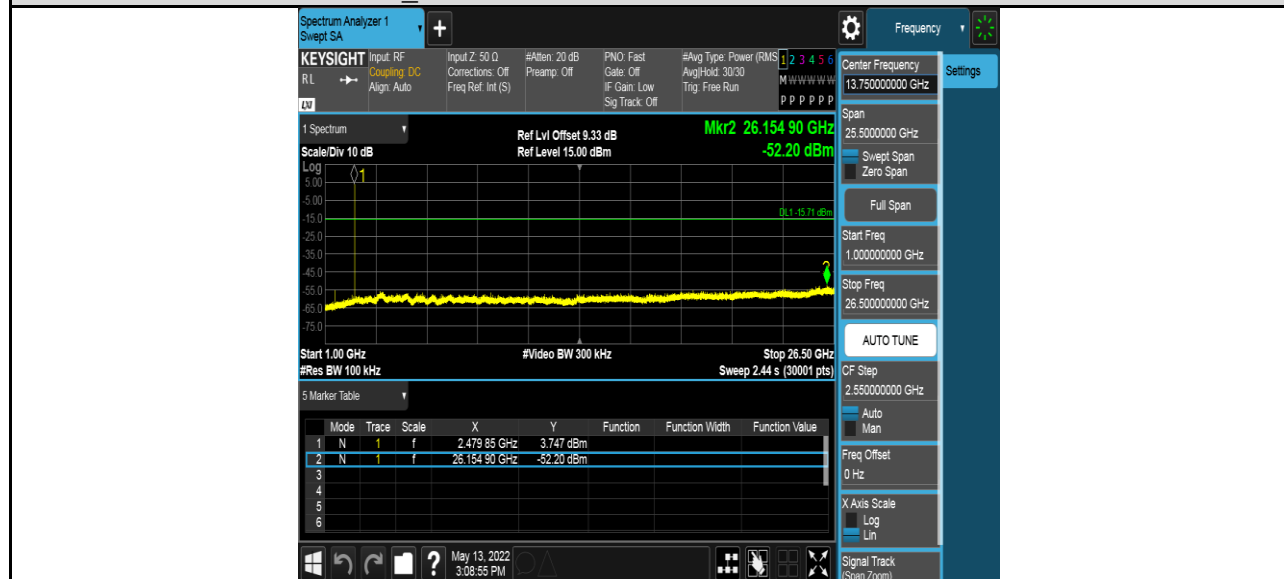 Spectrum Analyzer 1
Swept SA
+
Frequency
KEYSIGHT
RL
LXI
Input: RF
Coupling: DC
Align: Auto
Input Z: 50 Ω
Corrections: Off
Freq Ref: Int (S)
#Atten: 20 dB
Preamp: Off
PNO: Fast
Gate: Off
IF Gain: Low
Sig Track: Off
#Avg Type: Power (RMS
Avg|Hold: 30/30
Trig: Free Run
1 2 3 4 5 6
M W W W W W
P P P P P P
1 Spectrum
Scale/Div 10 dB
Ref Lvl Offset 9.33 dB
Ref Level 15.00 dBm
Mkr2 26.154 90 GHz
-52.20 dBm
Log
1
5.00
-5.00
-15.0
DL1 -15.71 dBm
-25.0
-35.0
-45.0
-55.0
-65.0
-75.0
Start 1.00 GHz
#Video BW 300 kHz
Stop 26.50 GHz
#Res BW 100 kHz
Sweep 2.44 s (30001 pts)
5 Marker Table
Mode Trace Scale X Y Function Function Width Function Value
1 N 1 f 2.479 85 GHz 3.747 dBm
2 N 1 f 26.154 90 GHz -52.20 dBm
3
4
5
6
?
May 13, 2022
3:08:55 PM
Center Frequency
13.750000000 GHz
Settings
Span
25.5000000 GHz
Swept Span
Zero Span
Full Span
Start Freq
1.000000000 GHz
Stop Freq
26.500000000 GHz
AUTO TUNE
CF Step
2.550000000 GHz
Auto
Man
Freq Offset
0 Hz
X Axis Scale
Log
Lin
Signal Track
(Span Zoom)